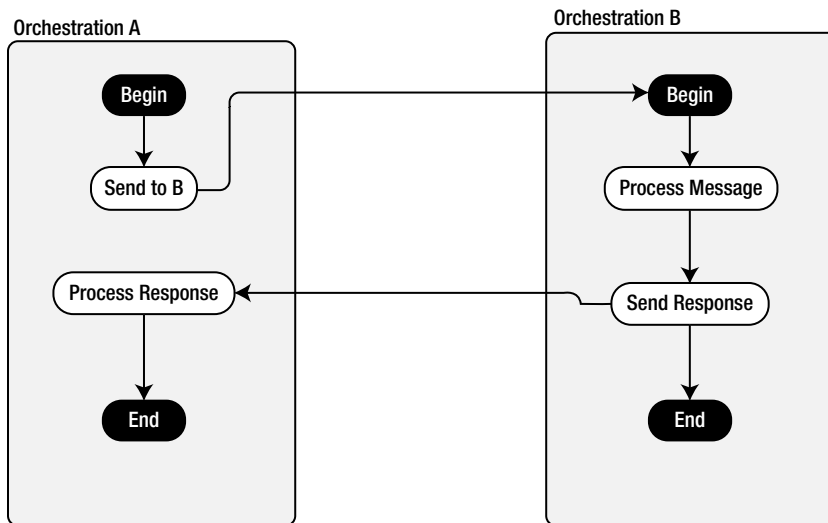 Orchestration A
Begin
Send to B
Process Response
End
Orchestration B
Begin
Process Message
Send Response
End